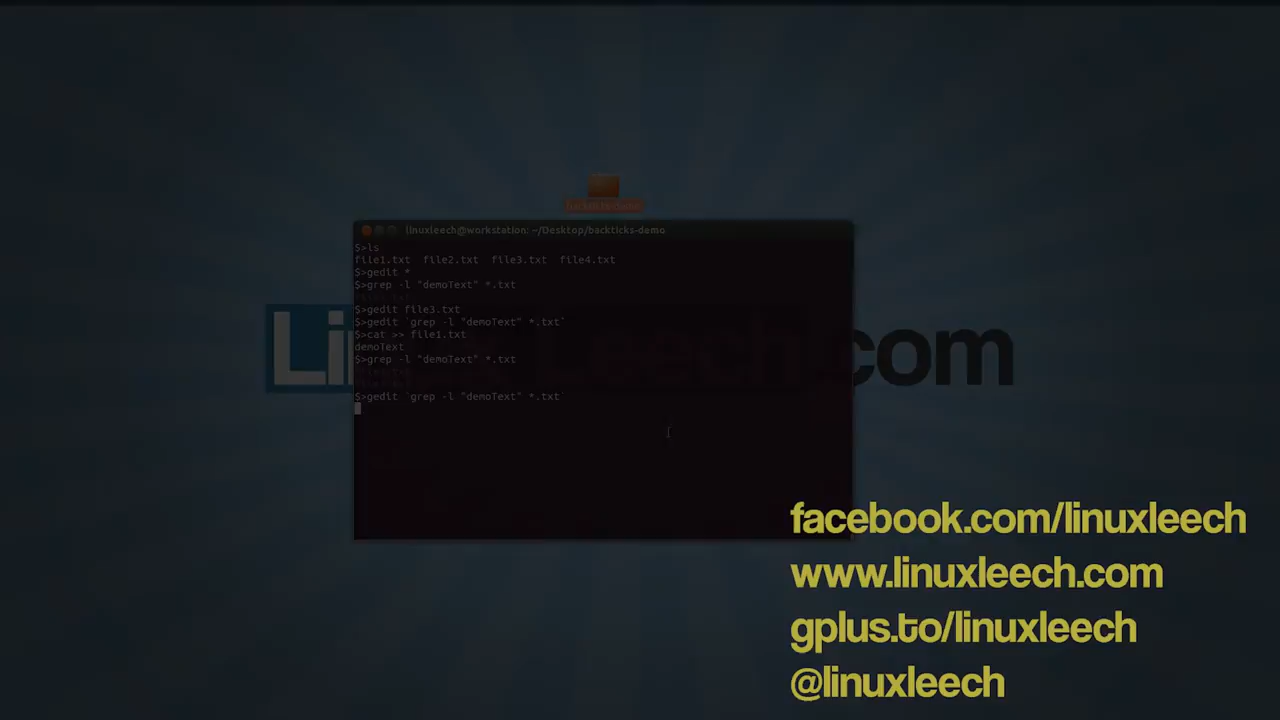 linuxleech@workstation: ~/Desktop/backticks-demo
$>ls
file1.txt file2.txt file3.txt file4.txt
$>gedit *
$>grep -l "demoText" *.txt
$>gedit file3.txt
$>gedit `grep -l "demoText" *.txt`
$>cat >> file1.txt
demoText
$>grep -l "demoText" *.txt
$>gedit `grep -l "demoText" *.txt`
Li
.com
facebook.com/linuxleech
www.linuxleech.com
gplus.to/linuxleech
@linuxleech